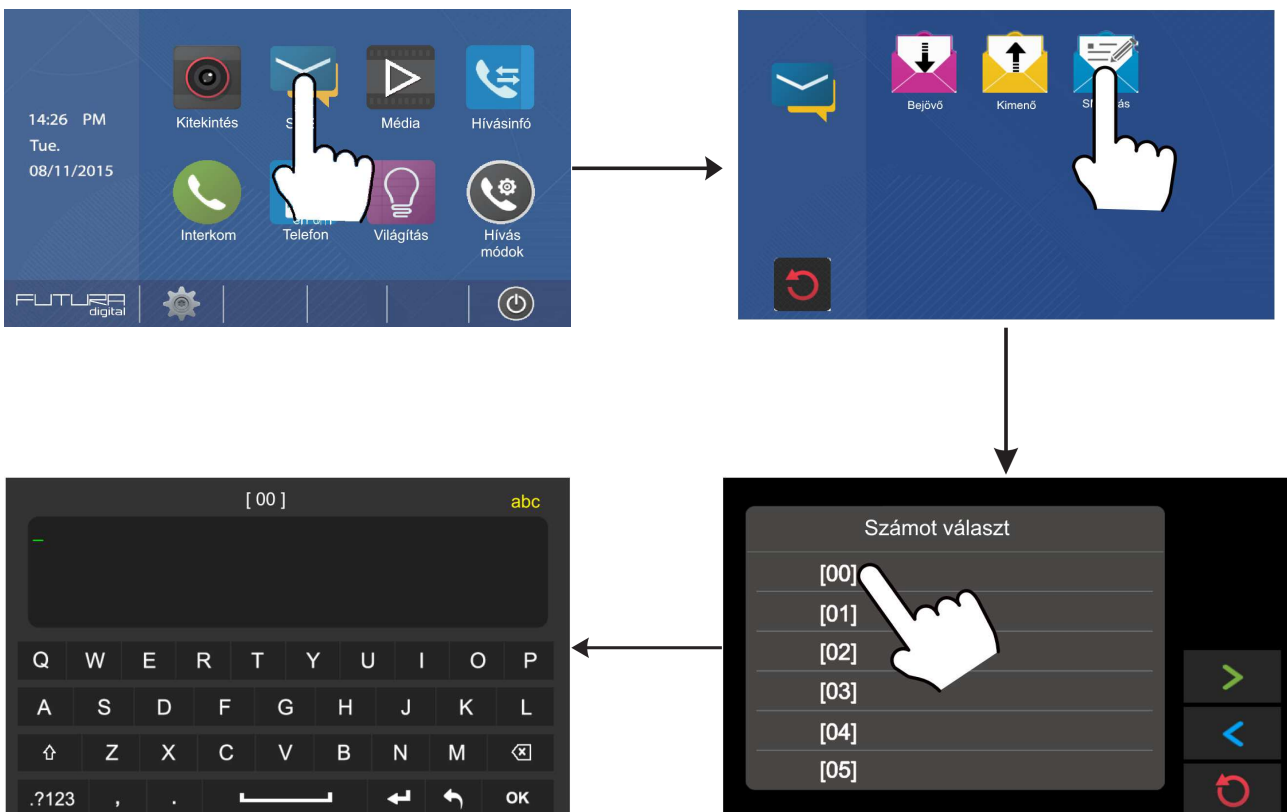 14:26 PM
Tue.
08/11/2015
Kitekintés
Média
Hívásinfó
Interkom
Telefon
Világítás
Hívás
módok
FUTURA
digital
Bejövő
Kimenő
[ 00 ]
abc
Q W E R T Y U I O P
A S D F G H J K L
Z X C V B N M
.?123 , . OK
Számot választ
[00]
[01]
[02]
[03]
[04]
[05]